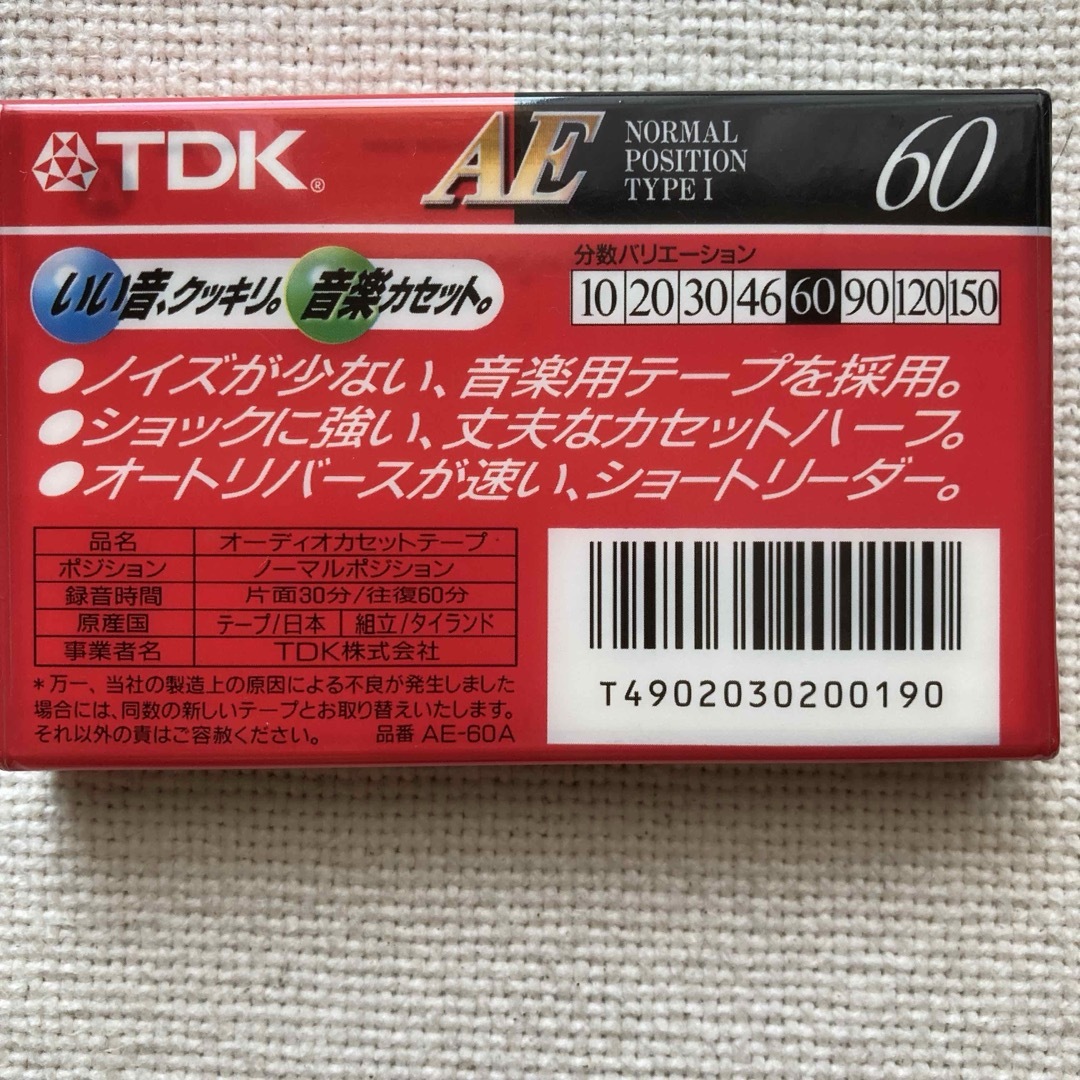 TDK®
AE
NORMAL
POSITION
TYPE I
60
いい音、クッキリ。音楽カセット。
分数バリエーション
10 20 30 46 60 90 120 150
●ノイズが少ない、音楽用テープを採用。
●ショックに強い、丈夫なカセットハーフ。
●オートリバースが速い、ショートリーダー。
品名 オーディオカセットテープ
ポジション ノーマルポジション
録音時間 片面30分/往復60分
原産国 テープ/日本 組立/タイランド
事業者名 TDK株式会社
*万一、当社の製造上の原因による不良が発生しました
場合には、同数の新しいテープとお取り替えいたします。
それ以外の責はご容赦ください。 品番 AE-60A
T4902030200190